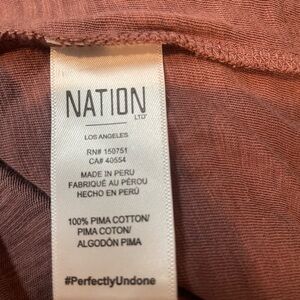 NATION
LTD
LOS ANGELES
RN# 150751
CA# 40554
MADE IN PERU
FABRIQUÉ AU PÉROU
HECHO EN PERÚ
100% PIMA COTTON/
PIMA COTON/
ALGODÓN PIMA
#PerfectlyUndone